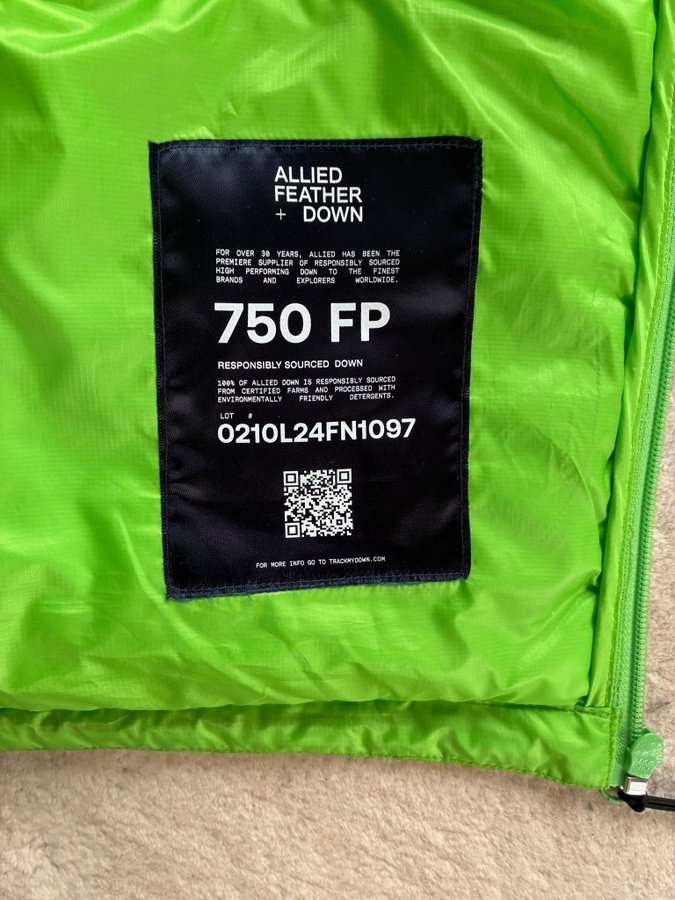 ALLIED
FEATHER
+ DOWN
FOR OVER 30 YEARS, ALLIED HAS BEEN THE
PREMIERE SUPPLIER OF RESPONSIBLY SOURCED
HIGH PERFORMING DOWN TO THE FINEST
BRANDS AND EXPLORERS WORLDWIDE.
750 FP
RESPONSIBLY SOURCED DOWN
100% OF ALLIED DOWN IS RESPONSIBLY SOURCED
FROM CERTIFIED FARMS AND PROCESSED WITH
ENVIRONMENTALLY FRIENDLY DETERGENTS.
LOT #
0210L24FN1097
FOR MORE INFO GO TO TRACKMYDOWN.COM